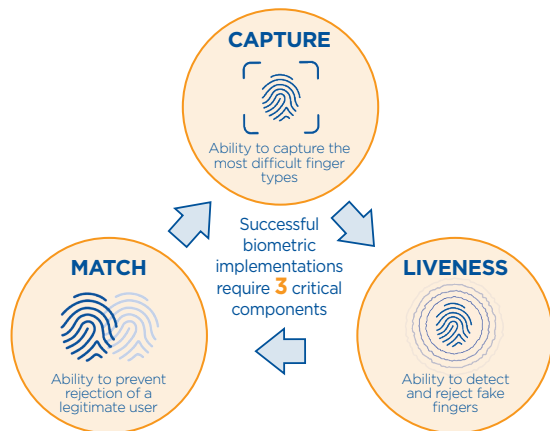 CAPTURE
Ability to capture the
most difficult finger
types
Successful
biometric
implementations
require 3 critical
components
MATCH
Ability to prevent
rejection of a
legitimate user
LIVENESS
Ability to detect
and reject fake
fingers